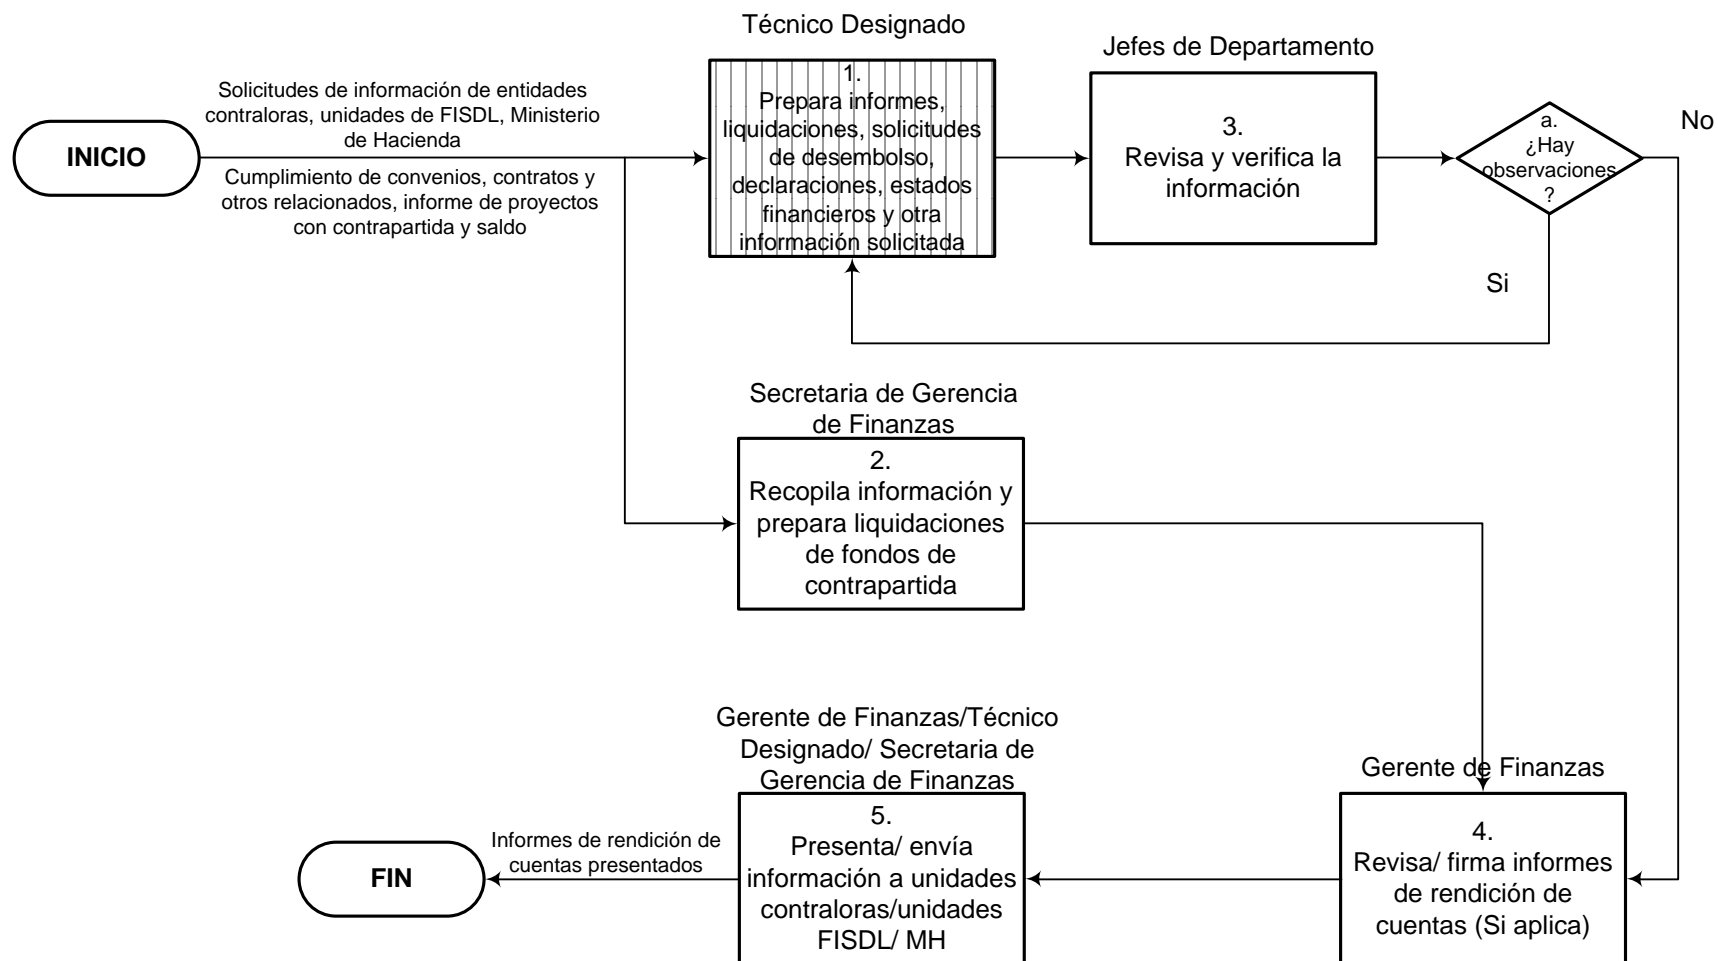 Técnico Designado
Jefes de Departamento
Solicitudes de información de entidades
contraloras, unidades de FISDL, Ministerio
de Hacienda
INICIO
Cumplimiento de convenios, contratos y
otros relacionados, informe de proyectos
con contrapartida y saldo
1.
Prepara informes,
liquidaciones, solicitudes
de desembolso,
declaraciones, estados
financieros y otra
información solicitada
3.
Revisa y verifica la
información
a.
¿Hay
observaciones
?
No
Si
Secretaria de Gerencia
de Finanzas
2.
Recopila información y
prepara liquidaciones
de fondos de
contrapartida
Gerente de Finanzas/Técnico
Designado/ Secretaria de
Gerencia de Finanzas
Gerente de Finanzas
4.
Revisa/ firma informes
de rendición de
cuentas (Si aplica)
5.
Presenta/ envía
información a unidades
contraloras/unidades
FISDL/ MH
Informes de rendición de
cuentas presentados
FIN